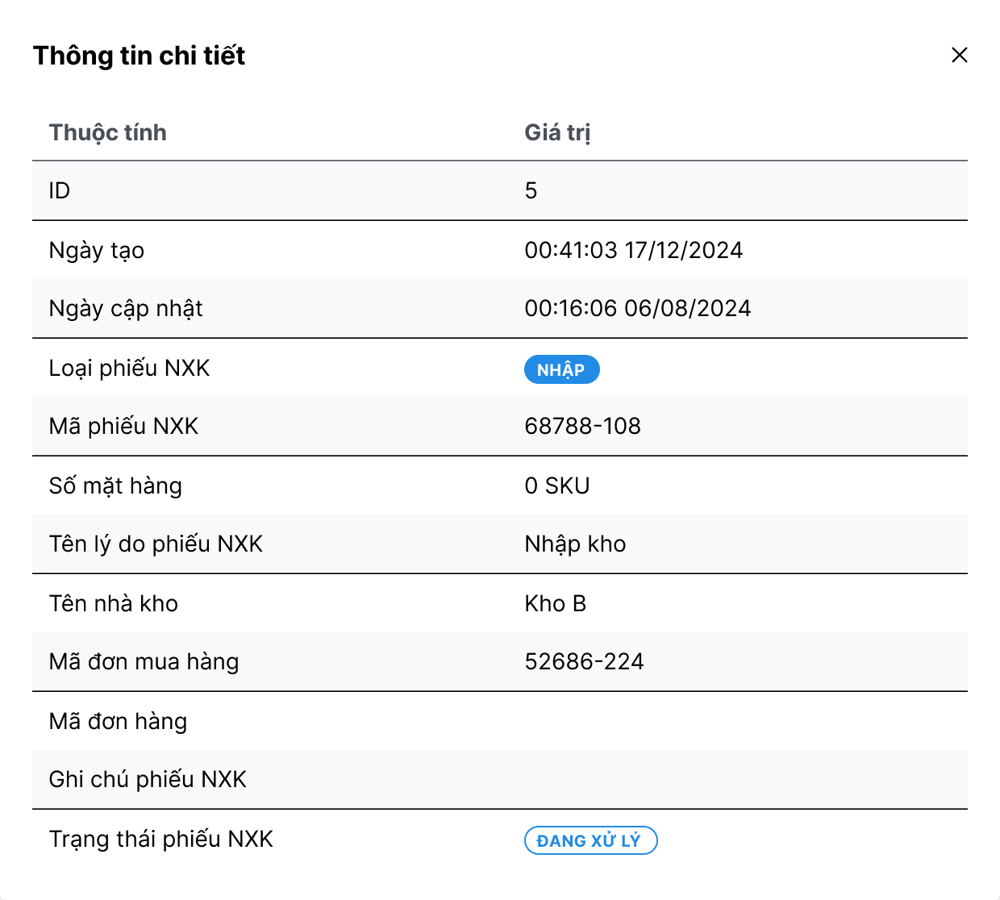 Thông tin chi tiết
Thuộc tính Giá trị
ID 5
Ngày tạo 00:41:03 17/12/2024
Ngày cập nhật 00:16:06 06/08/2024
Loại phiếu NXK NHẬP
Mã phiếu NXK 68788-108
Số mặt hàng 0 SKU
Tên lý do phiếu NXK Nhập kho
Tên nhà kho Kho B
Mã đơn mua hàng 52686-224
Mã đơn hàng
Ghi chú phiếu NXK
Trạng thái phiếu NXK ĐANG XỬ LÝ